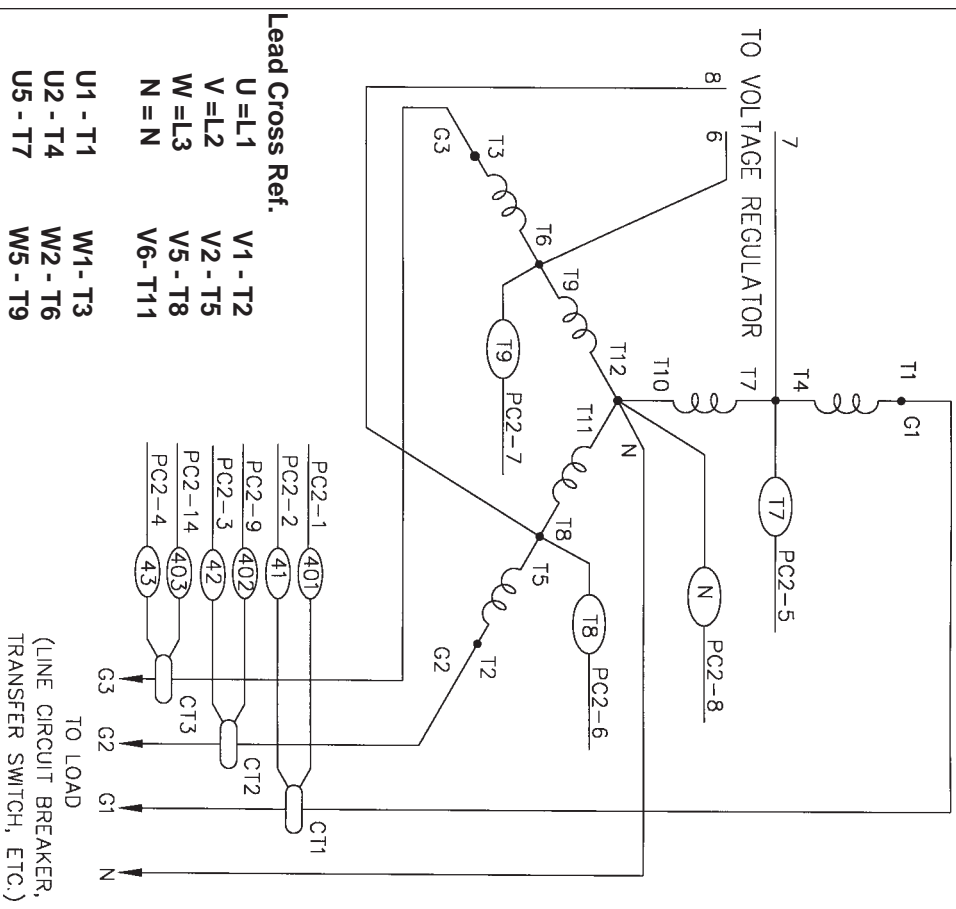 TO VOLTAGE REGULATOR
7
6
8
T1
G1
T4
T7
T7
PC2-5
T10
N
PC2-8
T12
N
T3
G3
T6
T9
T9
PC2-7
T11
T8
T8
PC2-6
T5
T2
G2
Lead Cross Ref.
U =L1
V =L2
W =L3
N = N
U1 - T1
U2 - T4
U5 - T7
V1 - T2
V2 - T5
V5 - T8
V6- T11
W1- T3
W2 - T6
W5 - T9
PC2-1
401
PC2-2
41
PC2-9
402
PC2-3
42
PC2-14
403
PC2-4
43
CT1
CT2
CT3
G3
G2
G1
N
TO LOAD
(LINE CIRCUIT BREAKER,
TRANSFER SWITCH, ETC.)